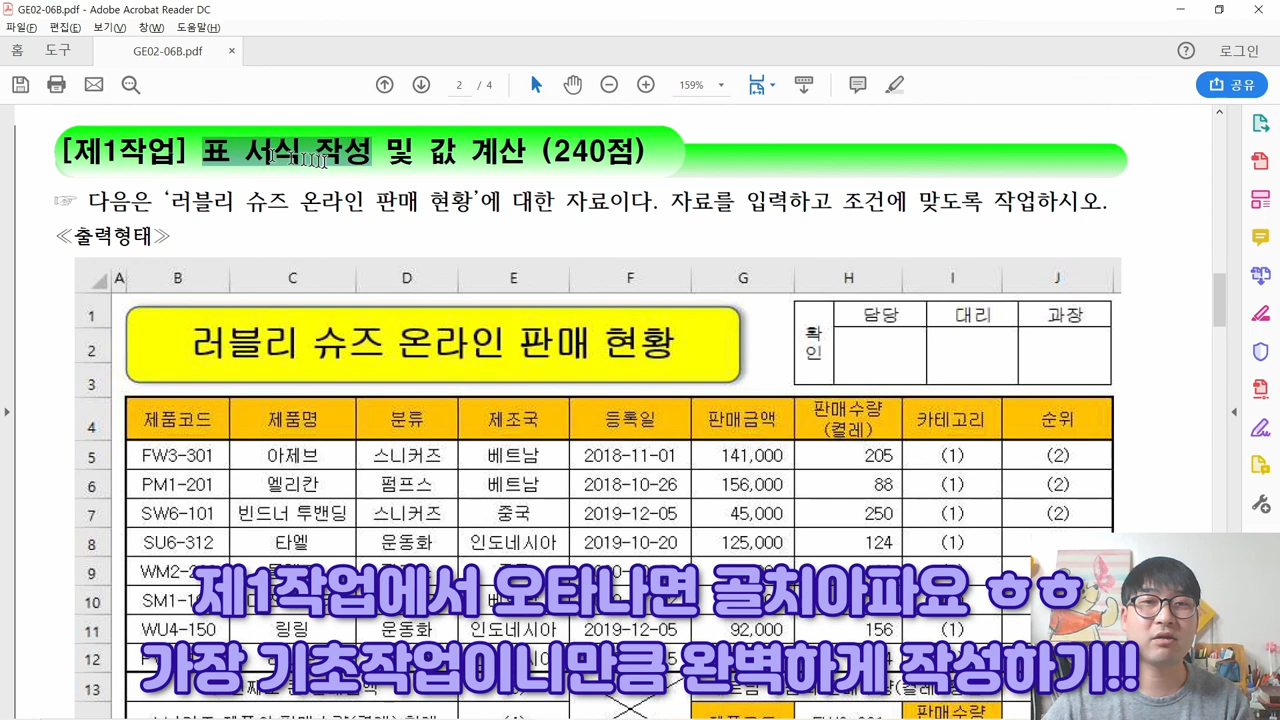 GE02-06B.pdf - Adobe Acrobat Reader DC
파일(F) 편집(E) 보기(V) 창(W) 도움말(H)
홈 도구 GE02-06B.pdf × 로그인
2 / 4 159% 공유
[제1작업] 표 서식 작성 및 값 계산 (240점)
☞ 다음은 ‘러블리 슈즈 온라인 판매 현황’에 대한 자료이다. 자료를 입력하고 조건에 맞도록 작업하시오.
≪출력형태≫
A B C D E F G H I J
1 러블리 슈즈 온라인 판매 현황 확인 담당 대리 과장
2
3
4 제품코드 제품명 분류 제조국 등록일 판매금액 판매수량(켤레) 카테고리 순위
5 FW3-301 아제브 스니커즈 베트남 2018-11-01 141,000 205 (1) (2)
6 PM1-201 엘리칸 펌프스 베트남 2018-10-26 156,000 88 (1) (2)
7 SW6-101 빈드너 투밴딩 스니커즈 중국 2019-12-05 45,000 250 (1) (2)
8 SU6-312 타엘 운동화 인도네시아 2019-10-20 125,000 124 (1)
9 WM2-
제1작업에서 오타나면 골치아파요 ㅎㅎ
10 SM1-
11 WU4-150 링링 운동화 인도네시아 2019-12-05 92,000 156 (1)
12
가장 기초작업이니만큼 완벽하게 작성하기!!
13
제품코드 판매수량